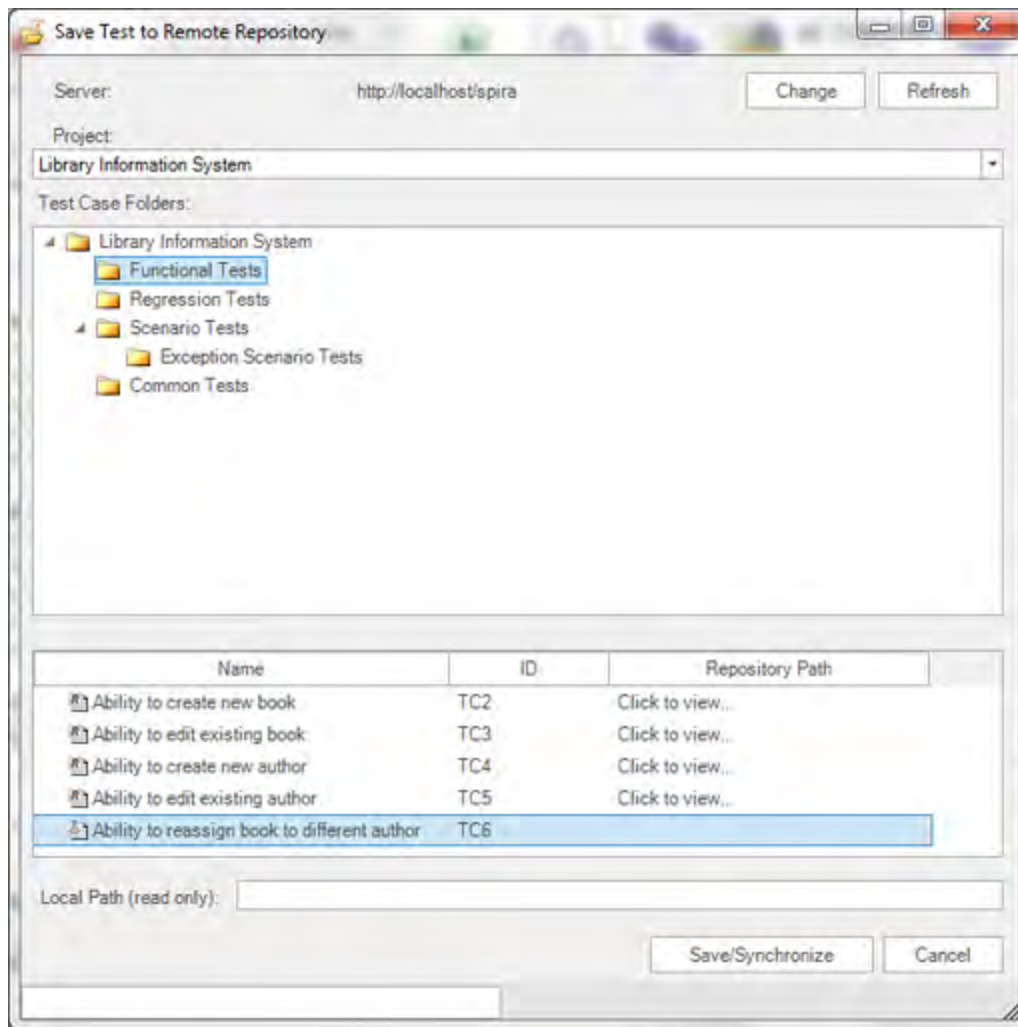 Save Test to Remote Repository
Server: http://localhost/spira Change Refresh
Project:
Library Information System
Test Case Folders:
Library Information System
Functional Tests
Regression Tests
Scenario Tests
Exception Scenario Tests
Common Tests
Name ID Repository Path
Ability to create new book TC2 Click to view...
Ability to edit existing book TC3 Click to view...
Ability to create new author TC4 Click to view...
Ability to edit existing author TC5 Click to view...
Ability to reassign book to different author TC6
Local Path (read only):
Save/Synchronize Cancel